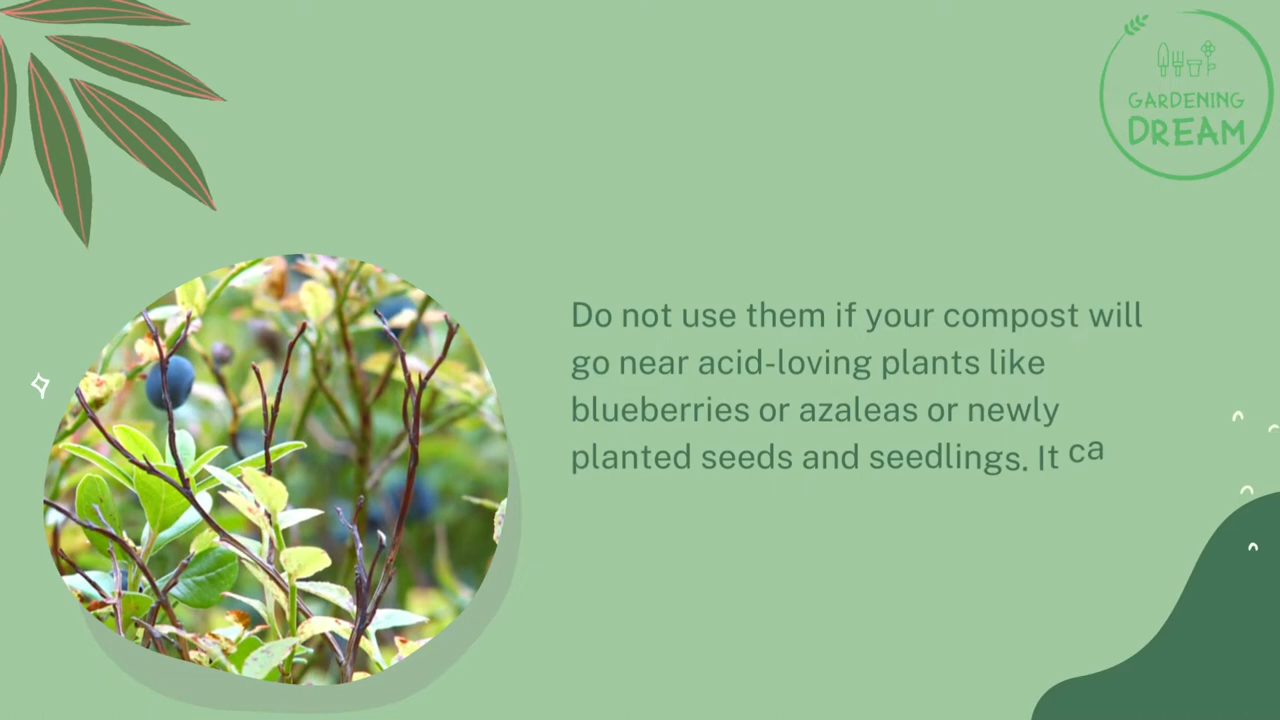 GARDENING
DREAM
Do not use them if your compost will
go near acid-loving plants like
blueberries or azaleas or newly
planted seeds and seedlings. It ca